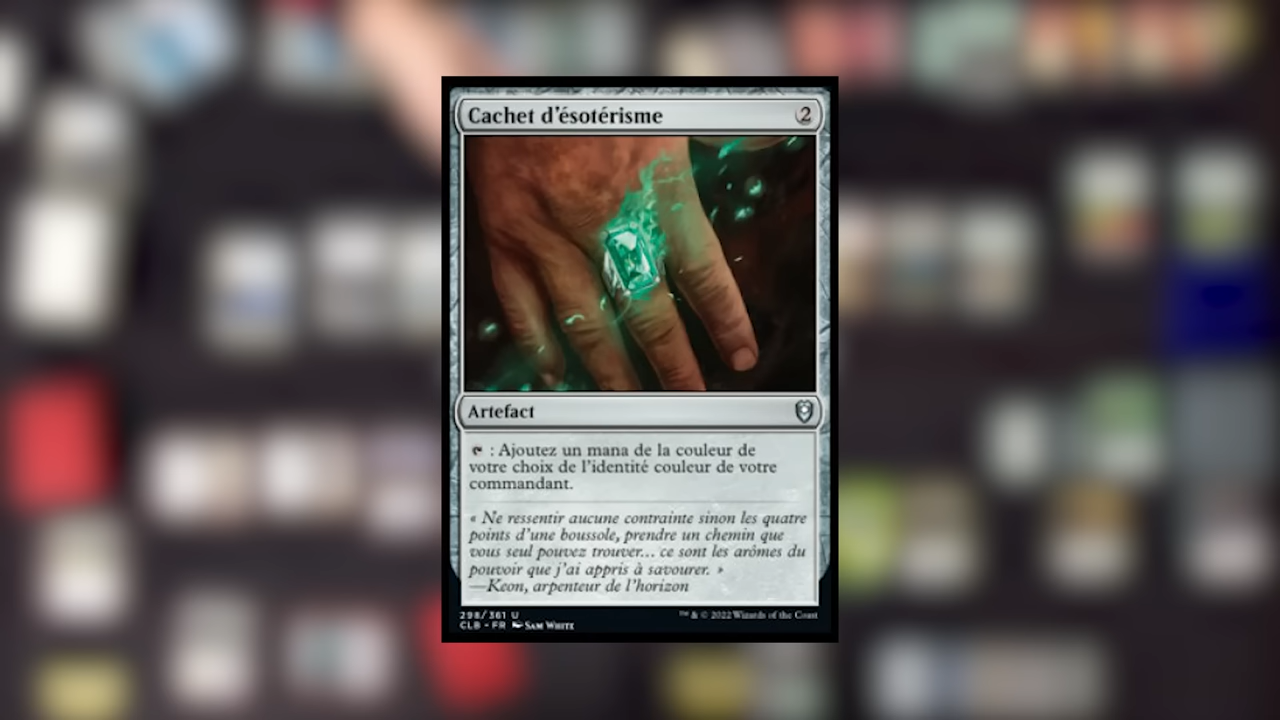 Cachet d'ésotérisme 2
Artefact
: Ajoutez un mana de la couleur de
votre choix de l'identité couleur de votre
commandant.
« Ne ressentir aucune contrainte sinon les quatre
points d'une boussole, prendre un chemin que
vous seul pouvez trouver... ce sont les arômes du
pouvoir que j'ai appris à savourer. »
—Keon, arpenteur de l'horizon
298/361 U
™ & © 2022 Wizards of the Coast
CLB - FR Sam White